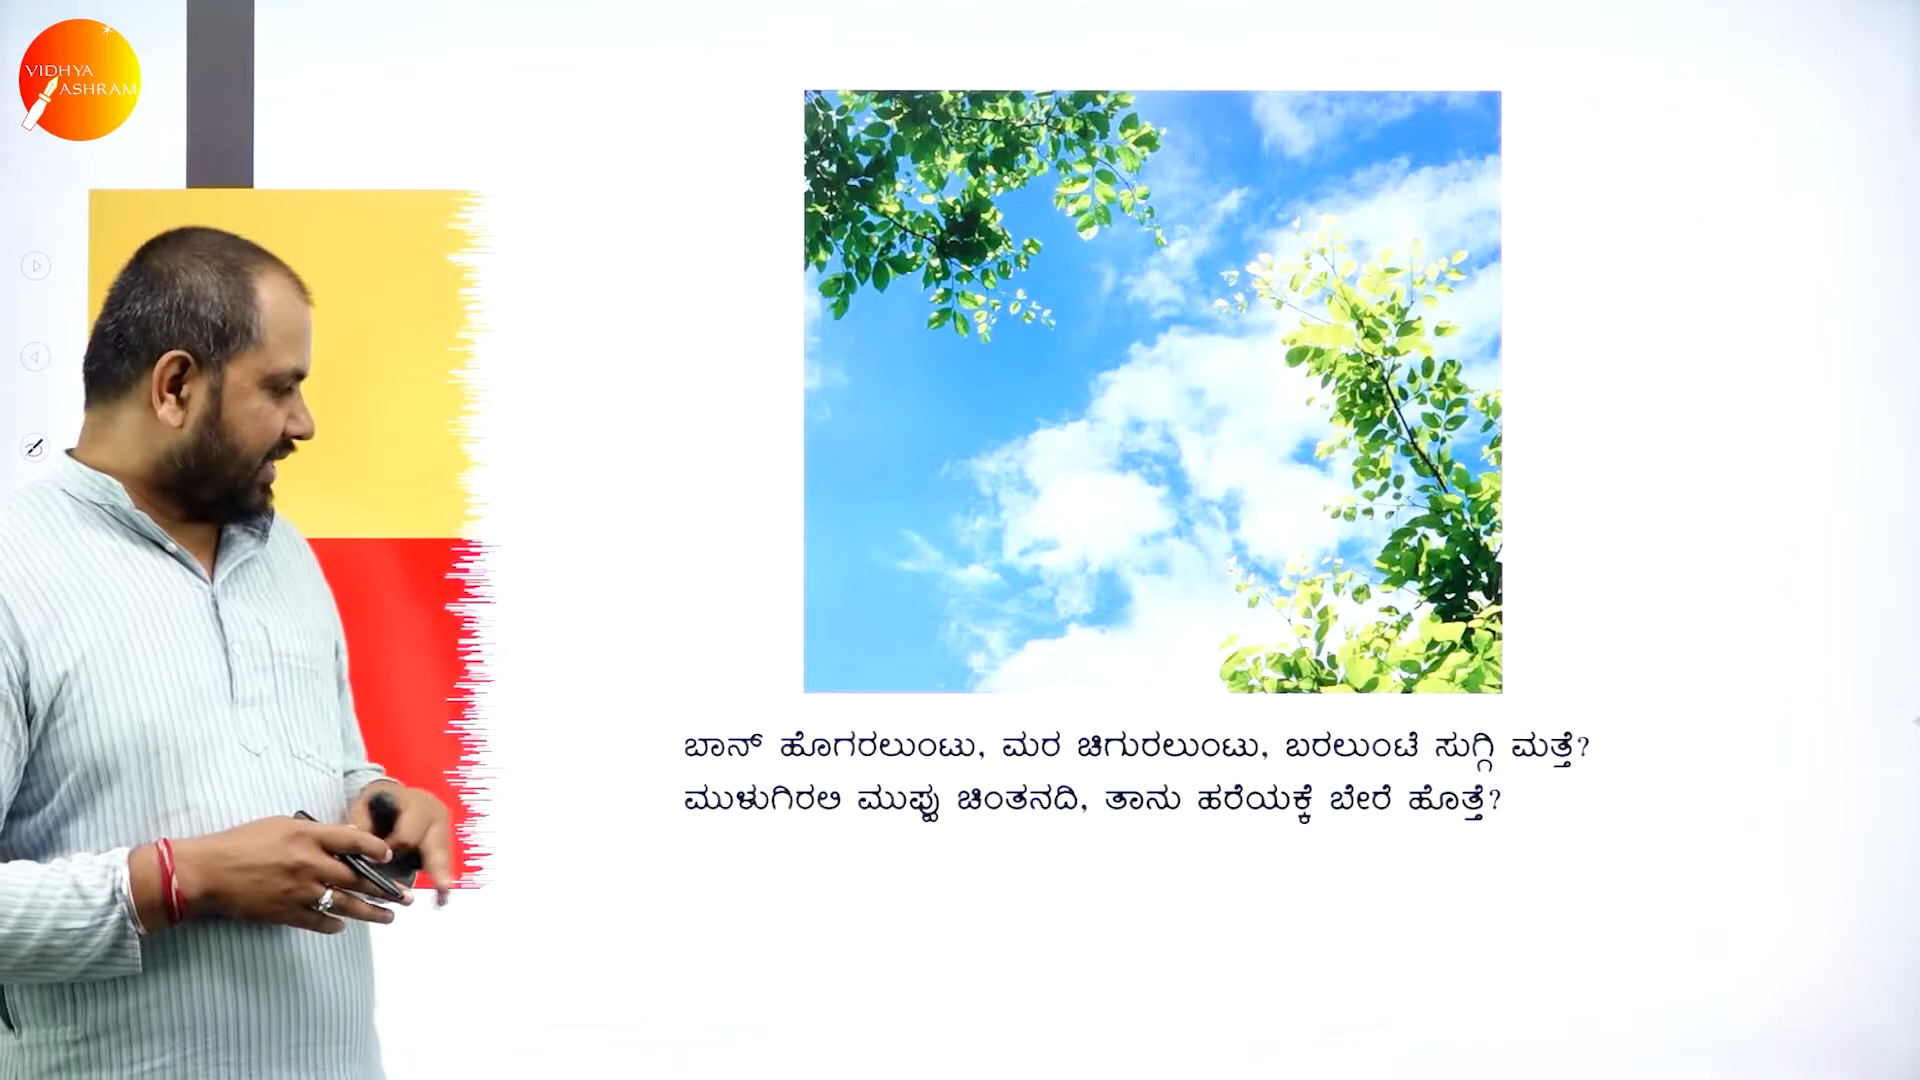 VIDHYA
ASHRAM
ಬಾನ್ ಹೊಗರಲುಂಟು, ಮರ ಚಿಗುರಲುಂಟು, ಬರಲುಂಟೆ ಸುಗ್ಗಿ ಮತ್ತೆ?
ಮುಳುಗಿರಲಿ ಮುಪ್ಪು ಚಿಂತನದಿ, ತಾನು ಹರೆಯಕ್ಕೆ ಬೇರೆ ಹೊತ್ತೆ?